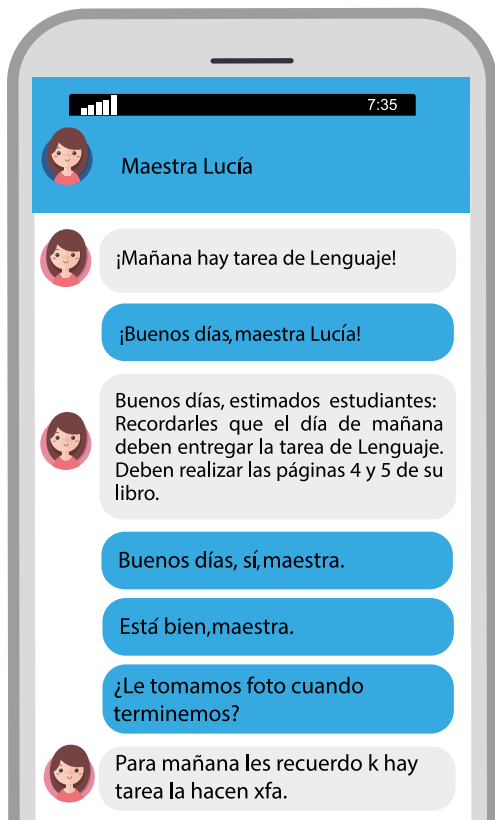 7:35
Maestra Lucía
¡Mañana hay tarea de Lenguaje!
¡Buenos días,maestra Lucía!
Buenos días, estimados estudiantes:
Recordarles que el día de mañana
deben entregar la tarea de Lenguaje.
Deben realizar las páginas 4 y 5 de su
libro.
Buenos días, sí,maestra.
Está bien,maestra.
¿Le tomamos foto cuando
terminemos?
Para mañana les recuerdo k hay
tarea la hacen xfa.